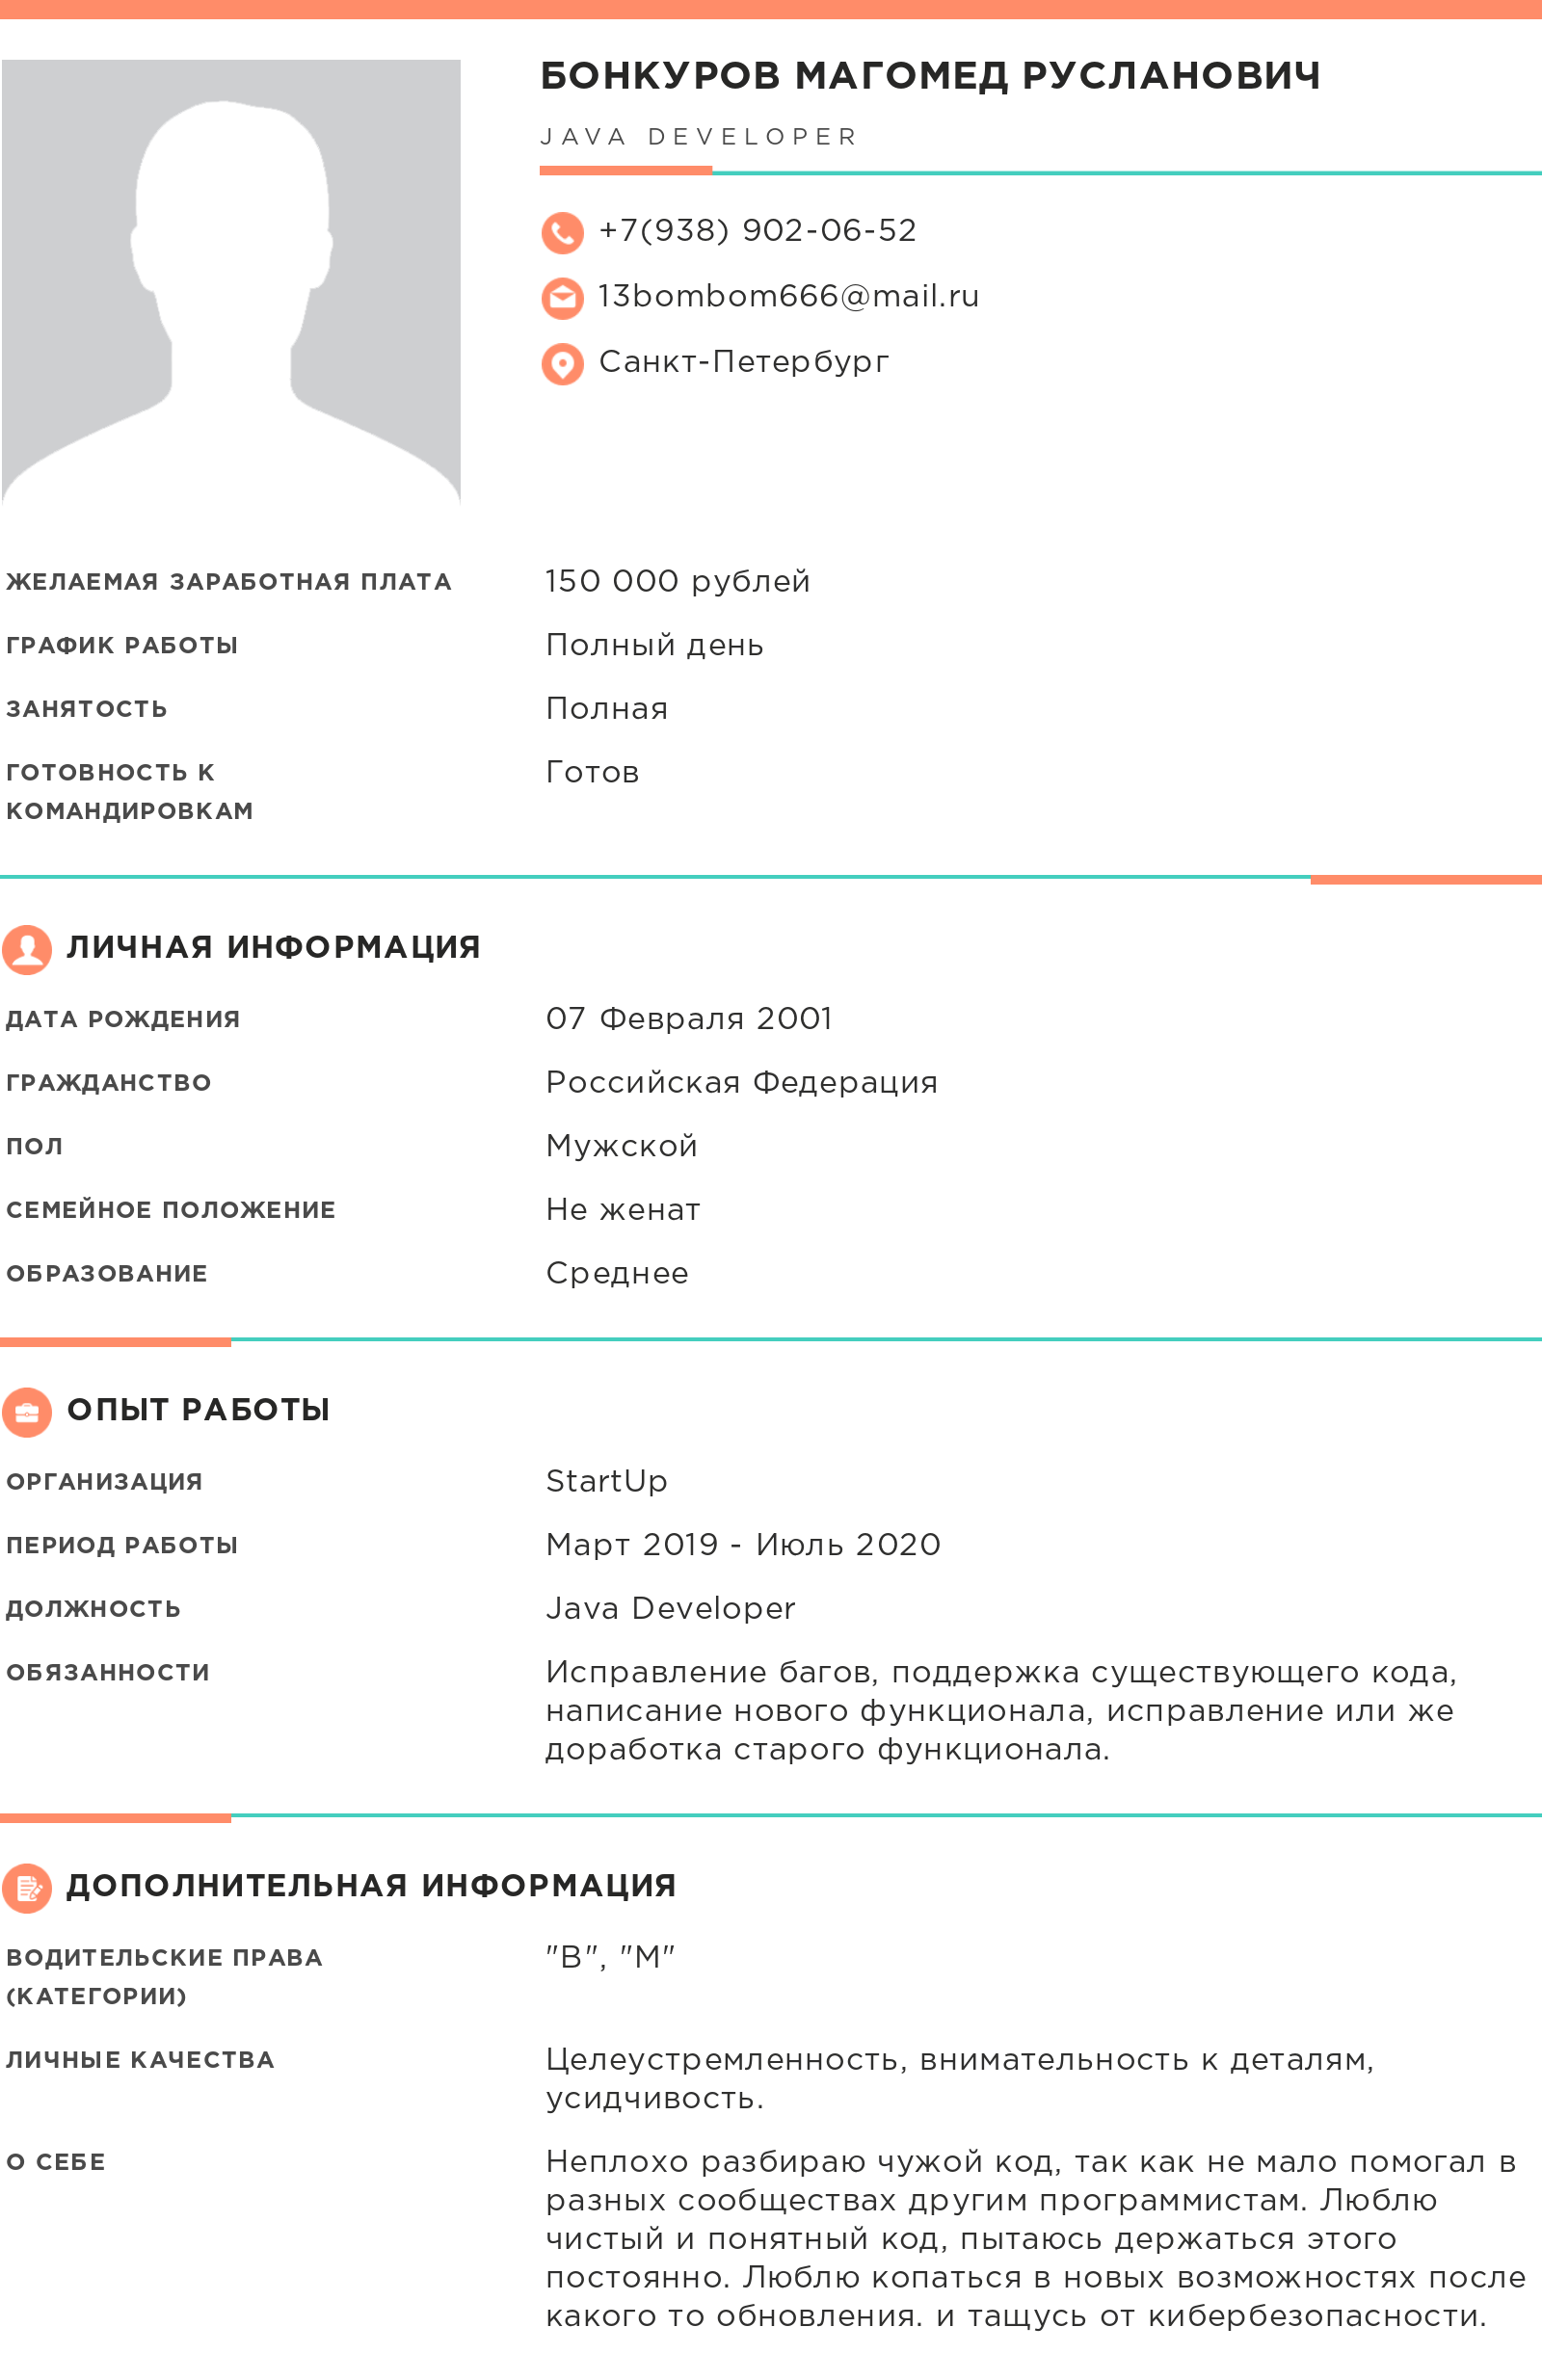 БОНКУРОВ МАГОМЕД РУСЛАНОВИЧ
JAVA DEVELOPER
+7(938) 902-06-52
13bombom666@mail.ru
Санкт-Петербург
ЖЕЛАЕМАЯ ЗАРАБОТНАЯ ПЛАТА
150 000 рублей
ГРАФИК РАБОТЫ
Полный день
ЗАНЯТОСТЬ
Полная
ГОТОВНОСТЬ К
КОМАНДИРОВКАМ
Готов
ЛИЧНАЯ ИНФОРМАЦИЯ
ДАТА РОЖДЕНИЯ
07 Февраля 2001
ГРАЖДАНСТВО
Российская Федерация
ПОЛ
Мужской
СЕМЕЙНОЕ ПОЛОЖЕНИЕ
Не женат
ОБРАЗОВАНИЕ
Среднее
ОПЫТ РАБОТЫ
ОРГАНИЗАЦИЯ
StartUp
ПЕРИОД РАБОТЫ
Март 2019 - Июль 2020
ДОЛЖНОСТЬ
Java Developer
ОБЯЗАННОСТИ
Исправление багов, поддержка существующего кода,
написание нового функционала, исправление или же
доработка старого функционала.
ДОПОЛНИТЕЛЬНАЯ ИНФОРМАЦИЯ
ВОДИТЕЛЬСКИЕ ПРАВА
(КАТЕГОРИИ)
"B", "M"
ЛИЧНЫЕ КАЧЕСТВА
Целеустремленность, внимательность к деталям,
усидчивость.
О СЕБЕ
Неплохо разбираю чужой код, так как не мало помогал в
разных сообществах другим программистам. Люблю
чистый и понятный код, пытаюсь держаться этого
постоянно. Люблю копаться в новых возможностях после
какого то обновления. и тащусь от кибербезопасности.